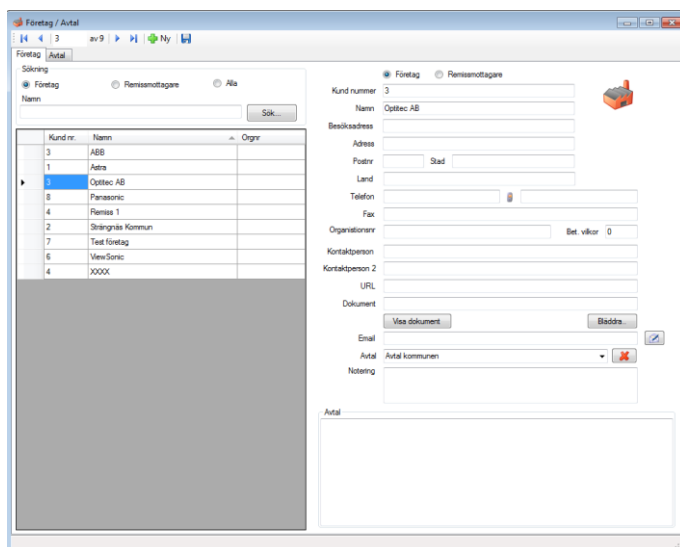 Företag / Avtal
3 av 9 Ny
Företag Avtal
Sökning
Företag Remissmottagare Alla
Namn
Sök...
Kund nr. Namn Orgnr
3 ABB
1 Astra
3 Optitec AB
8 Panasonic
4 Remiss 1
2 Strängnäs Kommun
7 Test företag
6 ViewSonic
4 XXXX
Företag Remissmottagare
Kund nummer 3
Namn Optitec AB
Besöksadress
Adress
Postnr Stad
Land
Telefon
Fax
Organistionsnr Bet. vilkor 0
Kontaktperson
Kontaktperson 2
URL
Dokument
Visa dokument Bläddra...
Email
Avtal Avtal kommunen
Notering
Avtal